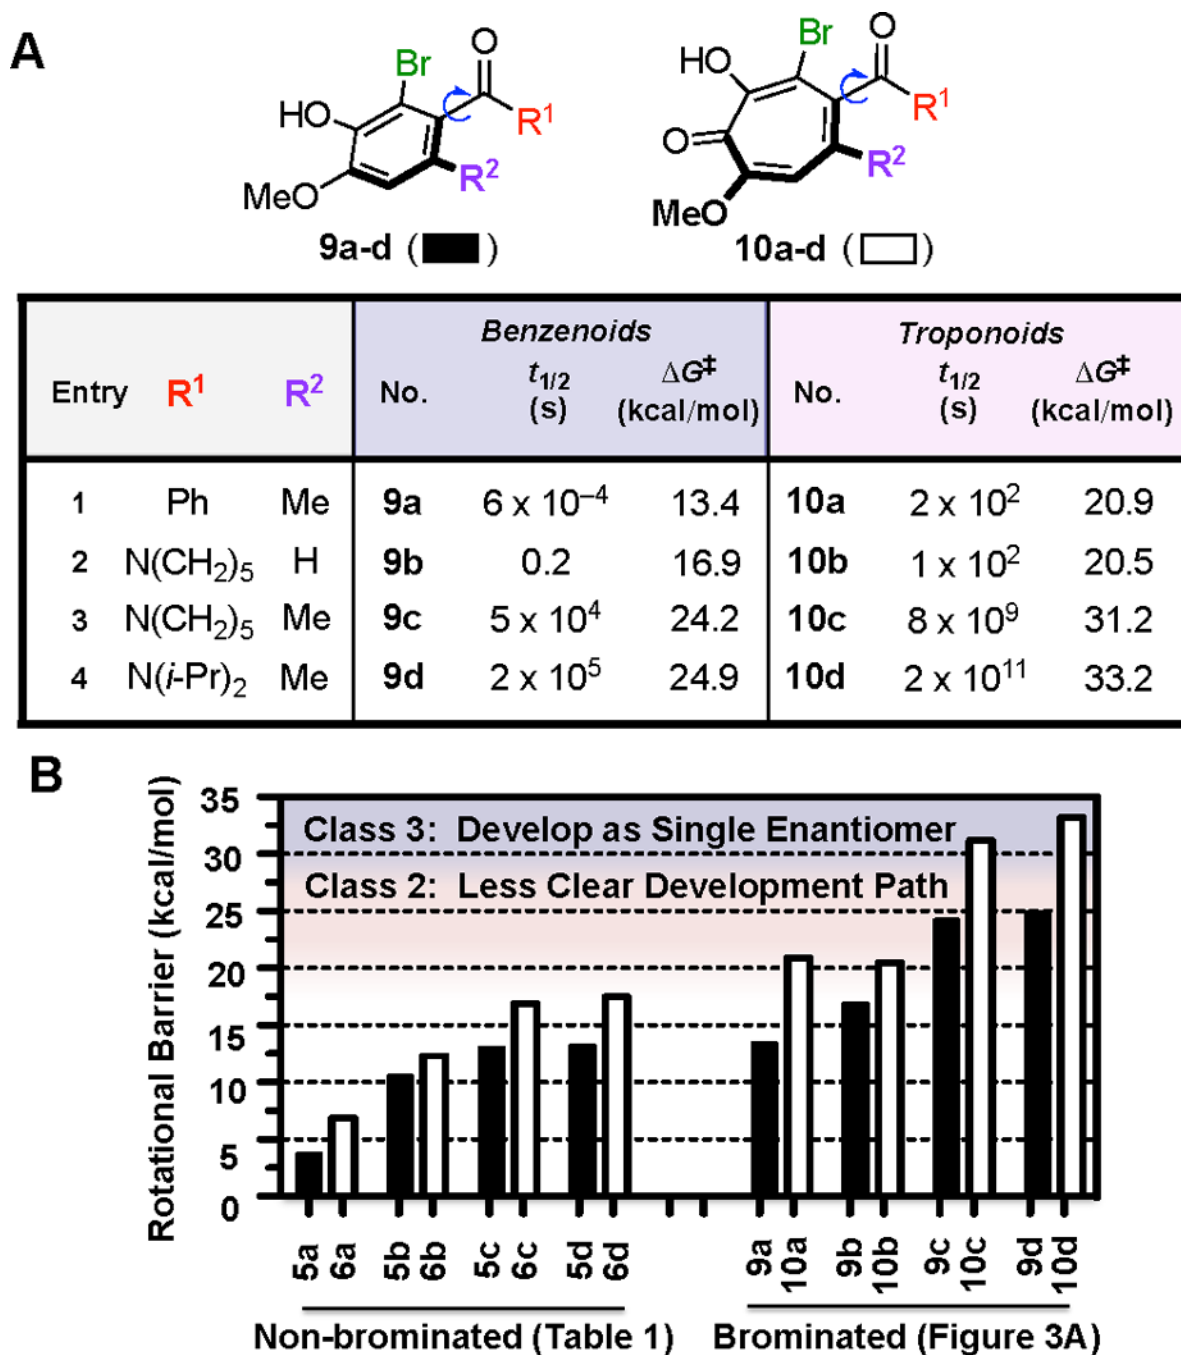 A
Br
O
HO
R¹
R²
MeO
9a-d ( )
Br
O
HO
R¹
O
R²
MeO
10a-d ( )
Benzenoids Troponoids
Entry R¹ R² No. t1/2 (s) ΔG‡ (kcal/mol) No. t1/2 (s) ΔG‡ (kcal/mol)
1 Ph Me 9a 6 x 10⁻⁴ 13.4 10a 2 x 10² 20.9
2 N(CH₂)₅ H 9b 0.2 16.9 10b 1 x 10² 20.5
3 N(CH₂)₅ Me 9c 5 x 10⁴ 24.2 10c 8 x 10⁹ 31.2
4 N(i-Pr)₂ Me 9d 2 x 10⁵ 24.9 10d 2 x 10¹¹ 33.2
B
Rotational Barrier (kcal/mol)
35
30
25
20
15
10
5
0
Class 3: Develop as Single Enantiomer
Class 2: Less Clear Development Path
5a 6a 5b 6b 5c 6c 5d 6d 9a 10a 9b 10b 9c 10c 9d 10d
Non-brominated (Table 1) Brominated (Figure 3A)